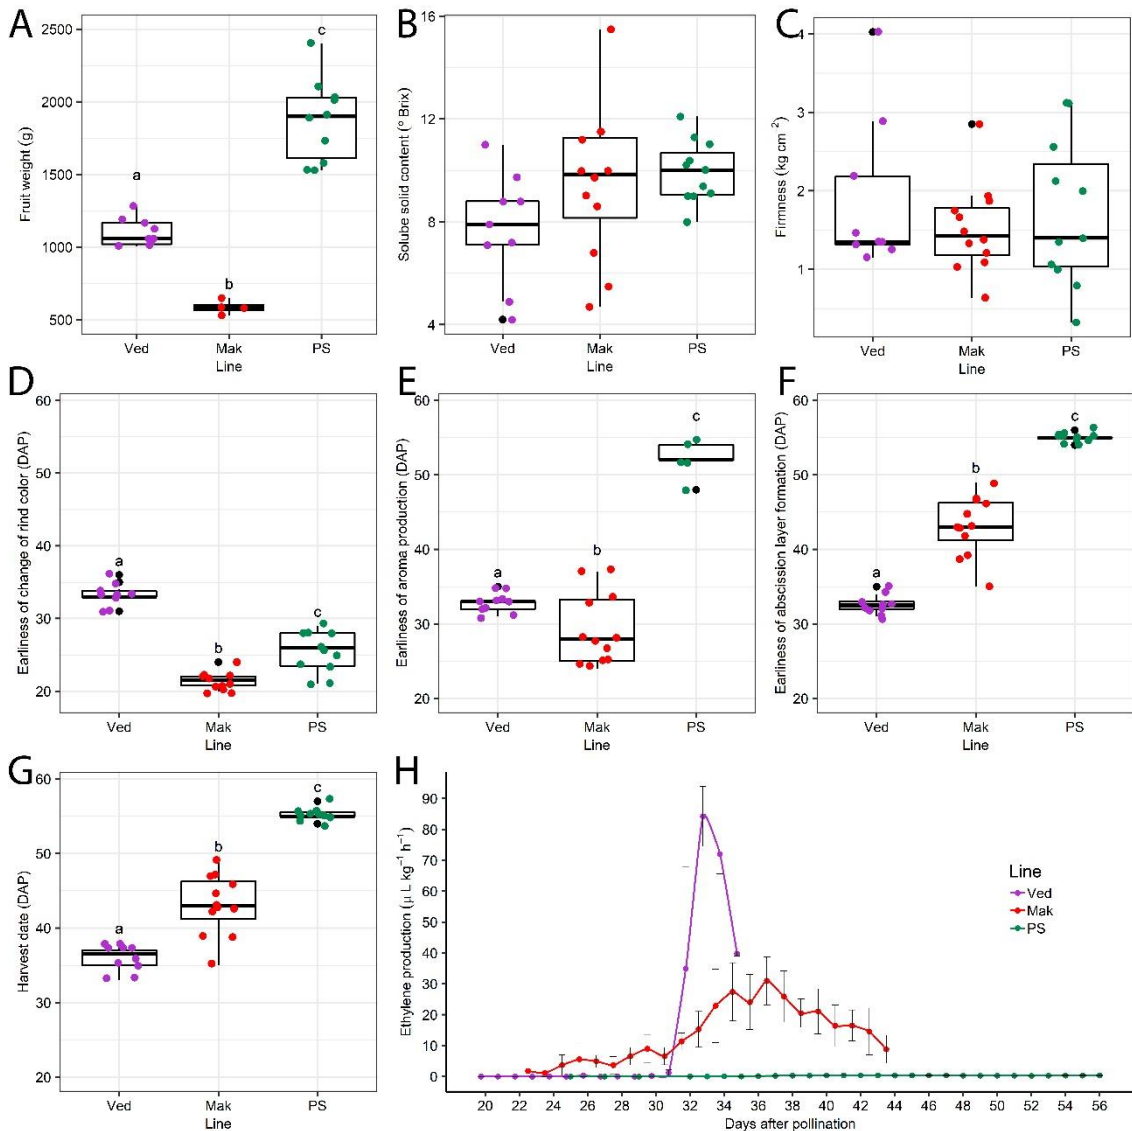 A
2500
2000
1500
1000
500
Fruit weight (g)
a
b
c
Ved
Mak
PS
Line
B
16
12
8
4
Solube solid content (° Brix)
Ved
Mak
PS
Line
C
4
3
2
1
Firmness (kg cm⁻²)
Ved
Mak
PS
Line
D
60
50
40
30
20
Earliness of change of rind color (DAP)
a
b
c
Ved
Mak
PS
Line
E
60
50
40
30
20
Earliness of aroma production (DAP)
a
b
c
Ved
Mak
PS
Line
F
60
50
40
30
20
Earliness of abscission layer formation (DAP)
a
b
c
Ved
Mak
PS
Line
G
60
50
40
30
20
Harvest date (DAP)
a
b
c
Ved
Mak
PS
Line
H
90
80
70
60
50
40
30
20
10
0
Ethylene production (μ L kg⁻¹ h⁻¹)
Line
Ved
Mak
PS
20 22 24 26 28 30 32 34 36 38 40 42 44 46 48 50 52 54 56
Days after pollination